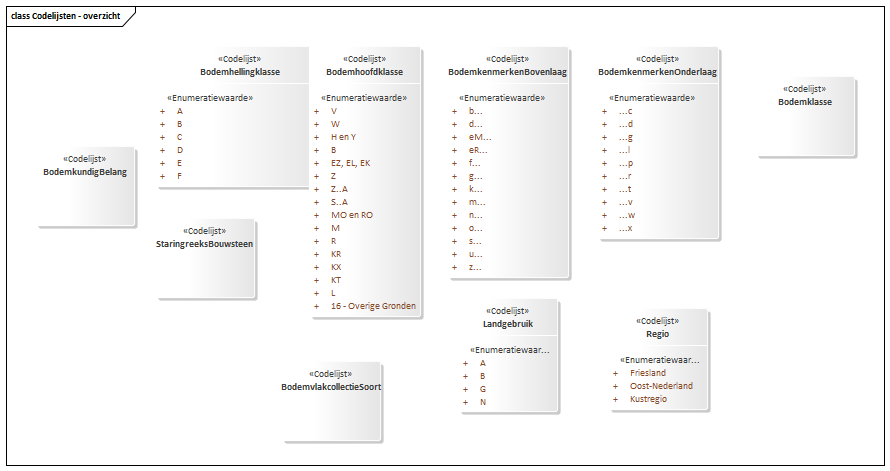 class Codelijsten - overzicht
«Codelijst»
Bodemhellingklasse
«Enumeratiewaarde»
+ A
+ B
+ C
+ D
+ E
+ F
«Codelijst»
Bodemhoofdklasse
«Enumeratiewaarde»
+ V
+ W
+ H en Y
+ B
+ EZ, EL, EK
+ Z
+ Z..A
+ S..A
+ MO en RO
+ M
+ R
+ KR
+ KX
+ KT
+ L
+ 16 - Overige Gronden
«Codelijst»
BodemkenmerkenBovenlaag
«Enumeratiewaarde»
+ b...
+ d...
+ eM...
+ eR...
+ f...
+ g...
+ k...
+ m...
+ n...
+ o...
+ s...
+ u...
+ z...
«Codelijst»
BodemkenmerkenOnderlaag
«Enumeratiewaarde»
+ ...c
+ ...d
+ ...g
+ ...l
+ ...p
+ ...r
+ ...t
+ ...v
+ ...w
+ ...x
«Codelijst»
Bodemklasse
«Codelijst»
BodemkundigBelang
«Codelijst»
StaringreeksBouwsteen
«Codelijst»
BodemvlakcollectieSoort
«Codelijst»
Landgebruik
«Enumeratiewaar...
+ A
+ B
+ G
+ N
«Codelijst»
Regio
«Enumeratiewaar...
+ Friesland
+ Oost-Nederland
+ Kustregio